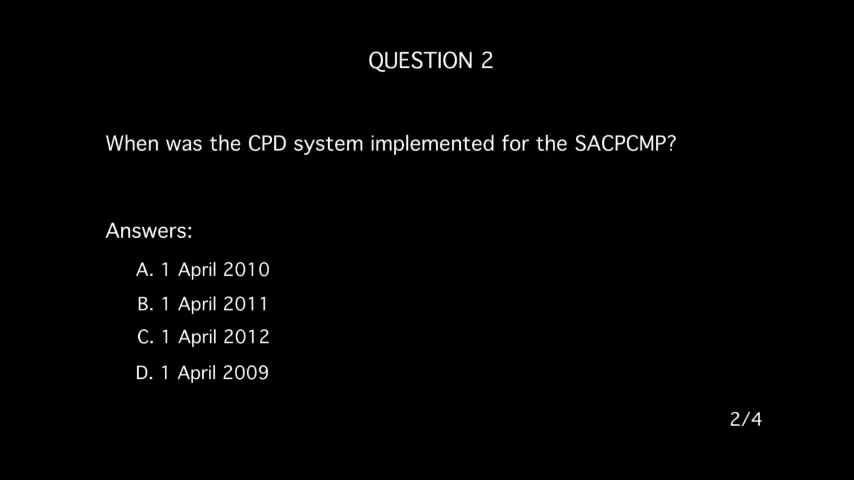 QUESTION 2
When was the CPD system implemented for the SACPCMP?
Answers:
A. 1 April 2010
B. 1 April 2011
C. 1 April 2012
D. 1 April 2009
2/4